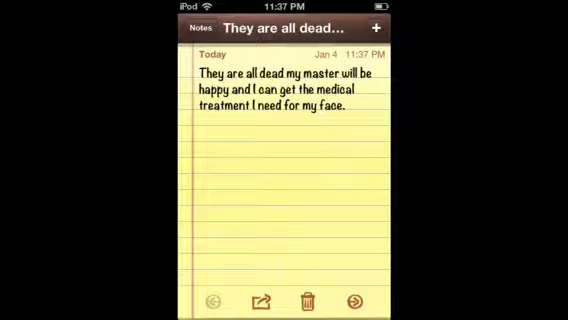 iPod 11:37 PM
Notes They are all dead... +
Today Jan 4 11:37 PM
They are all dead my master will be
happy and I can get the medical
treatment I need for my face.